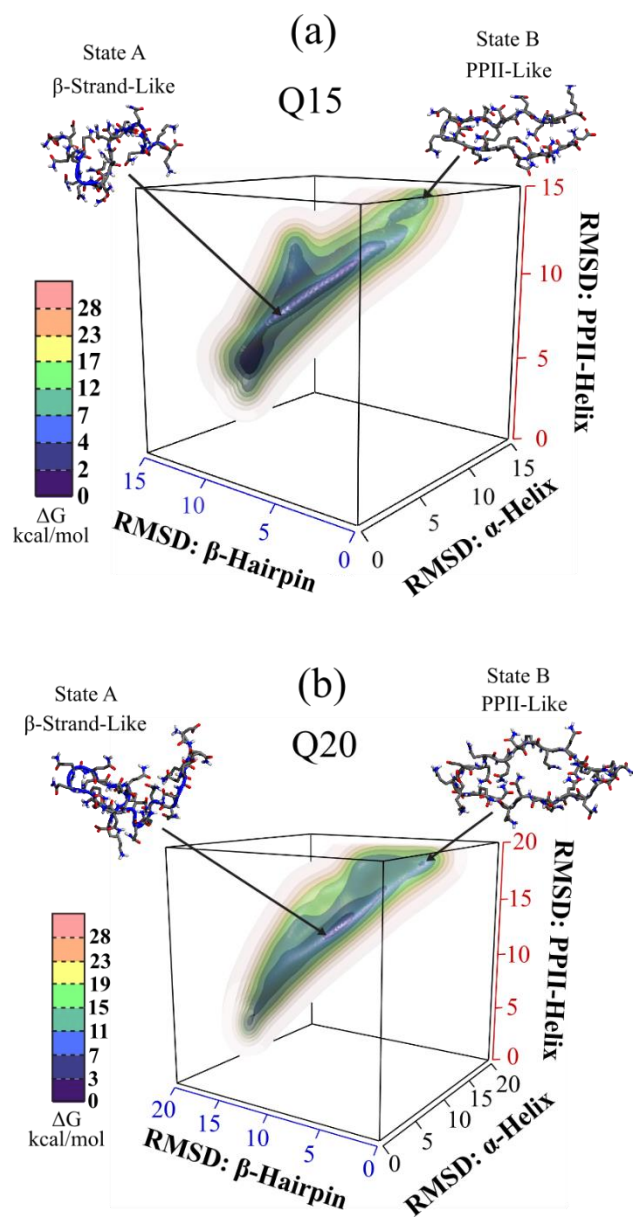 (a)
State A
β-Strand-Like
Q15
State B
PPII-Like
15
10
5
0
RMSD: PPII-Helix
28
23
17
12
7
4
2
0
ΔG
kcal/mol
15
10
5
0
RMSD: β-Hairpin
0
5
10
15
RMSD: α-Helix
(b)
State A
β-Strand-Like
Q20
State B
PPII-Like
20
15
10
5
0
RMSD: PPII-Helix
28
23
19
15
11
7
3
0
ΔG
kcal/mol
20
15
10
5
0
RMSD: β-Hairpin
0
5
10
15
20
RMSD: α-Helix